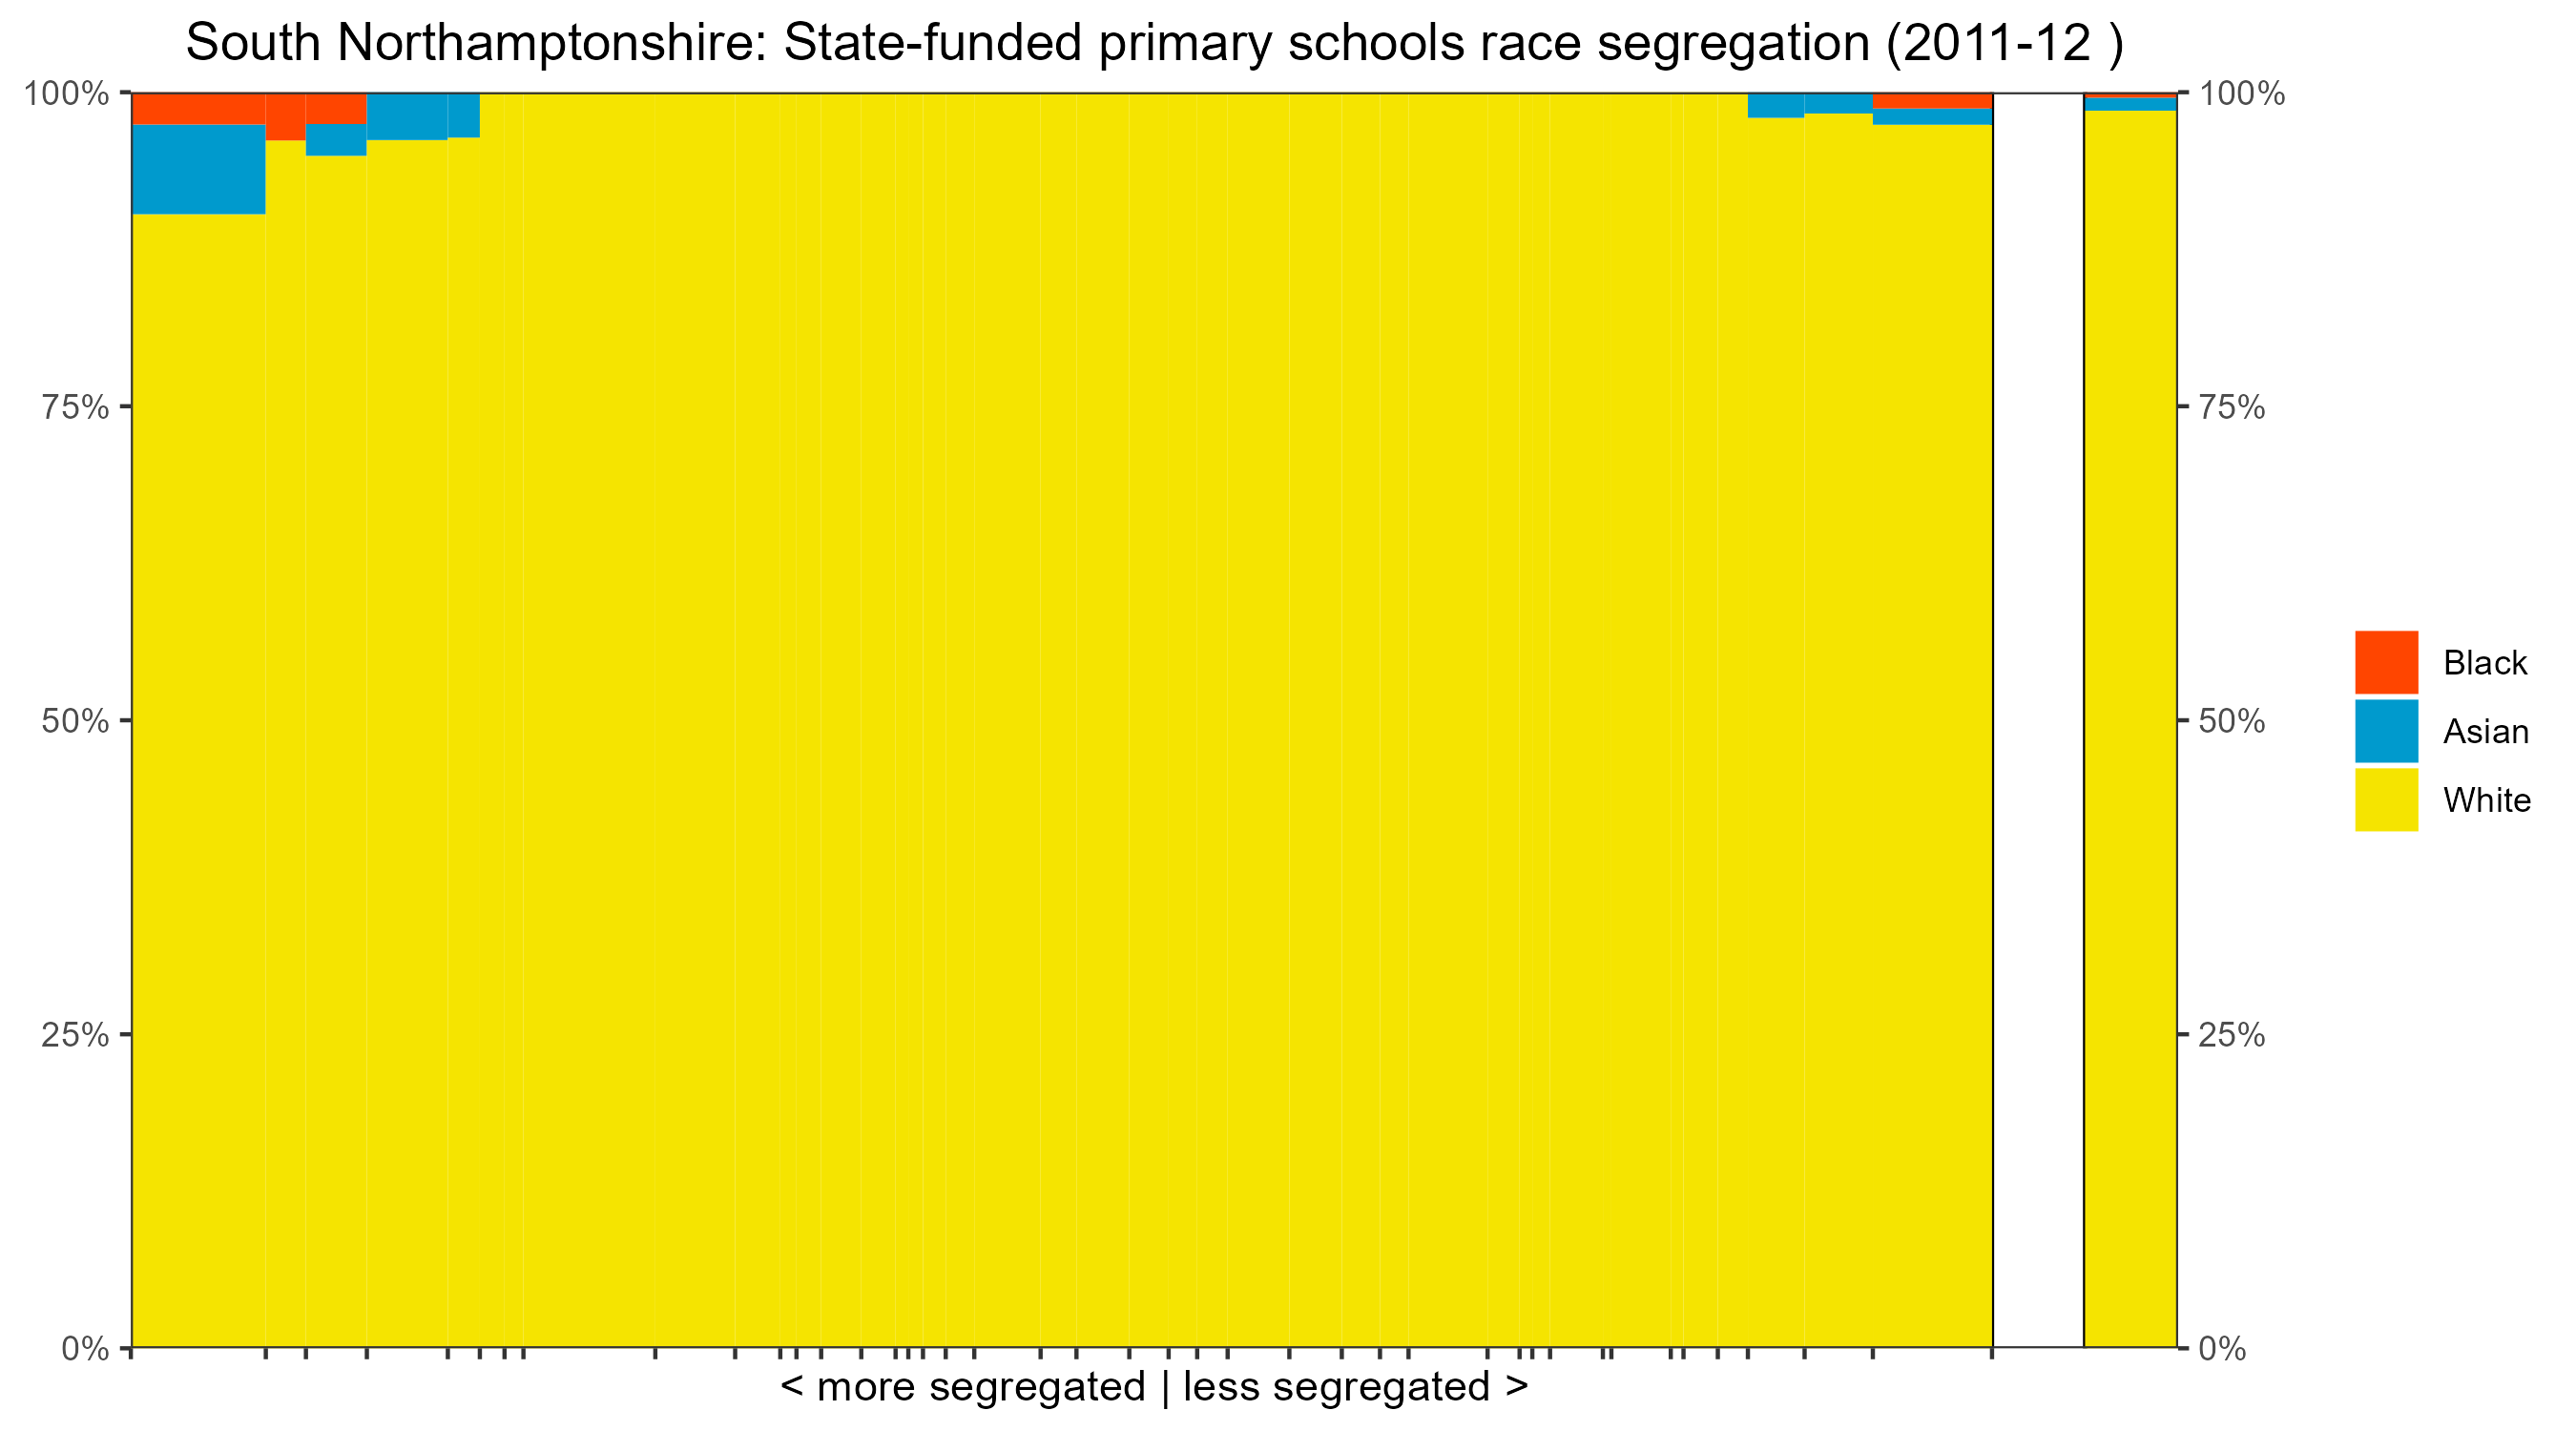 South Northamptonshire: State-funded primary schools race segregation (2011-12 )
100%
100%
75%
75%
50%
50%
25%
25%
0%
0%
Black
Asian
White
< more segregated | less segregated >